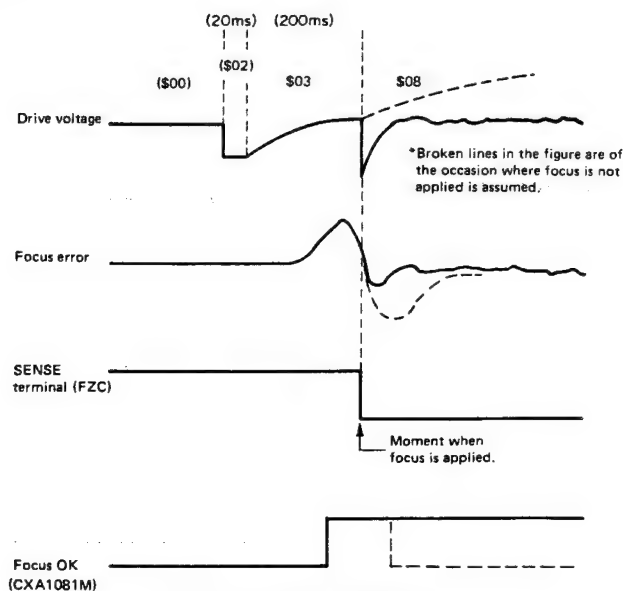 (20ms) (200ms)
($00) ($02) $03 $08
Drive voltage
*Broken lines in the figure are of
the occasion where focus is not
applied is assumed.
Focus error
SENSE
terminal (FZC)
Moment when
focus is applied.
Focus OK
(CXA1081M)